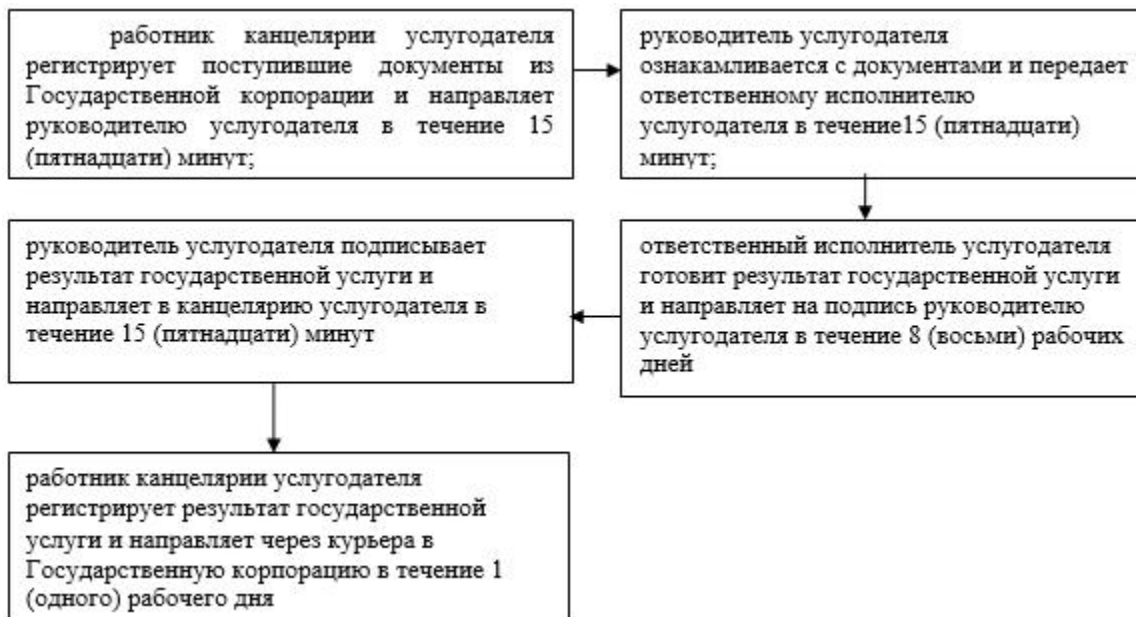 работник канцелярии услугодателя
регистрирует поступившие документы из
Государственной корпорации и направляет
руководителю услугодателя в течение 15
(пятнадцати) минут;
руководитель услугодателя
ознакамливается с документами и передает
ответственному исполнителю
услугодателя в течение15 (пятнадцати)
минут;
ответственный исполнитель услугодателя
готовит результат государственной услуги
и направляет на подпись руководителю
услугодателя в течение 8 (восьми) рабочих
дней
руководитель услугодателя подписывает
результат государственной услуги и
направляет в канцелярию услугодателя в
течение 15 (пятнадцати) минут
работник канцелярии услугодателя
регистрирует результат государственной
услуги и направляет через курьера в
Государственную корпорацию в течение 1
(одного) рабочего дня